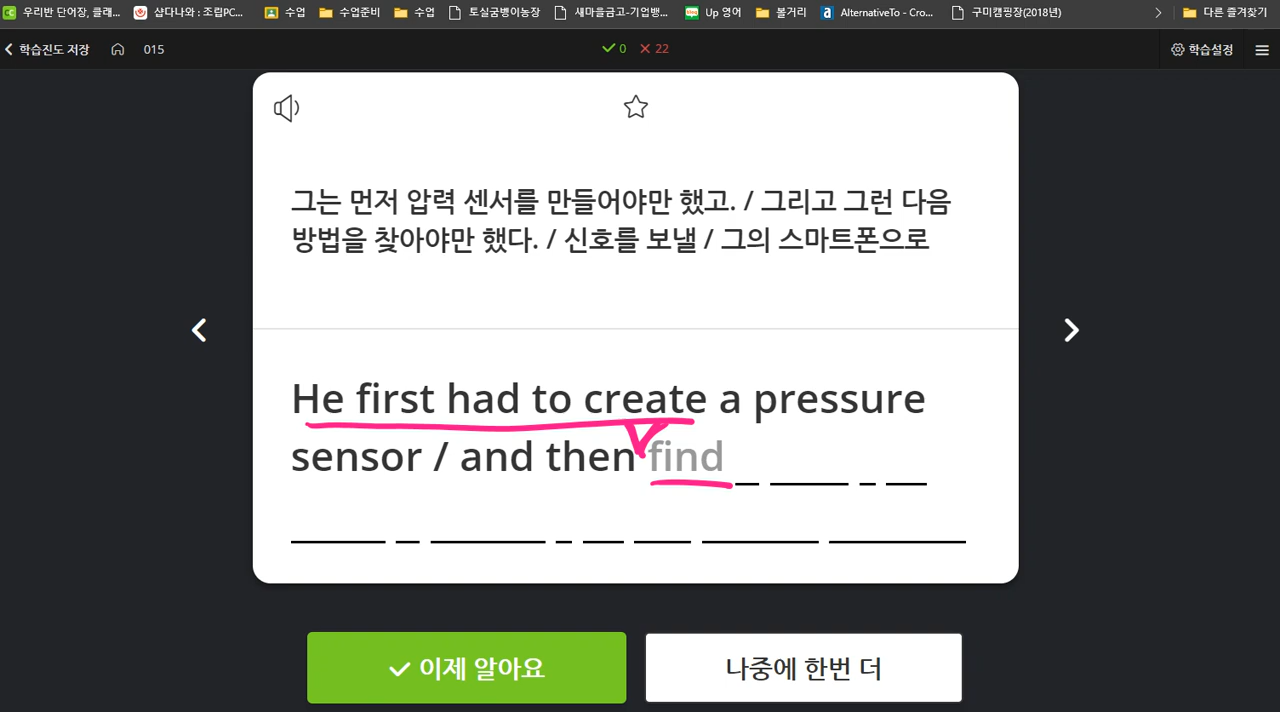 우리반 단어장, 클래... 샵다나와 : 조립PC... 수업 수업준비 수업 토실굼벵이농장 새마을금고-기업뱅... Up 영어 볼거리 AlternativeTo - Cro... 구미캠핑장(2018년) 다른 즐겨찾기
학습진도 저장 015 0 22 학습설정
그는 먼저 압력 센서를 만들어야만 했고. / 그리고 그런 다음
방법을 찾아야만 했다. / 신호를 보낼 / 그의 스마트폰으로
He first had to create a pressure
sensor / and then find
이제 알아요 나중에 한번 더